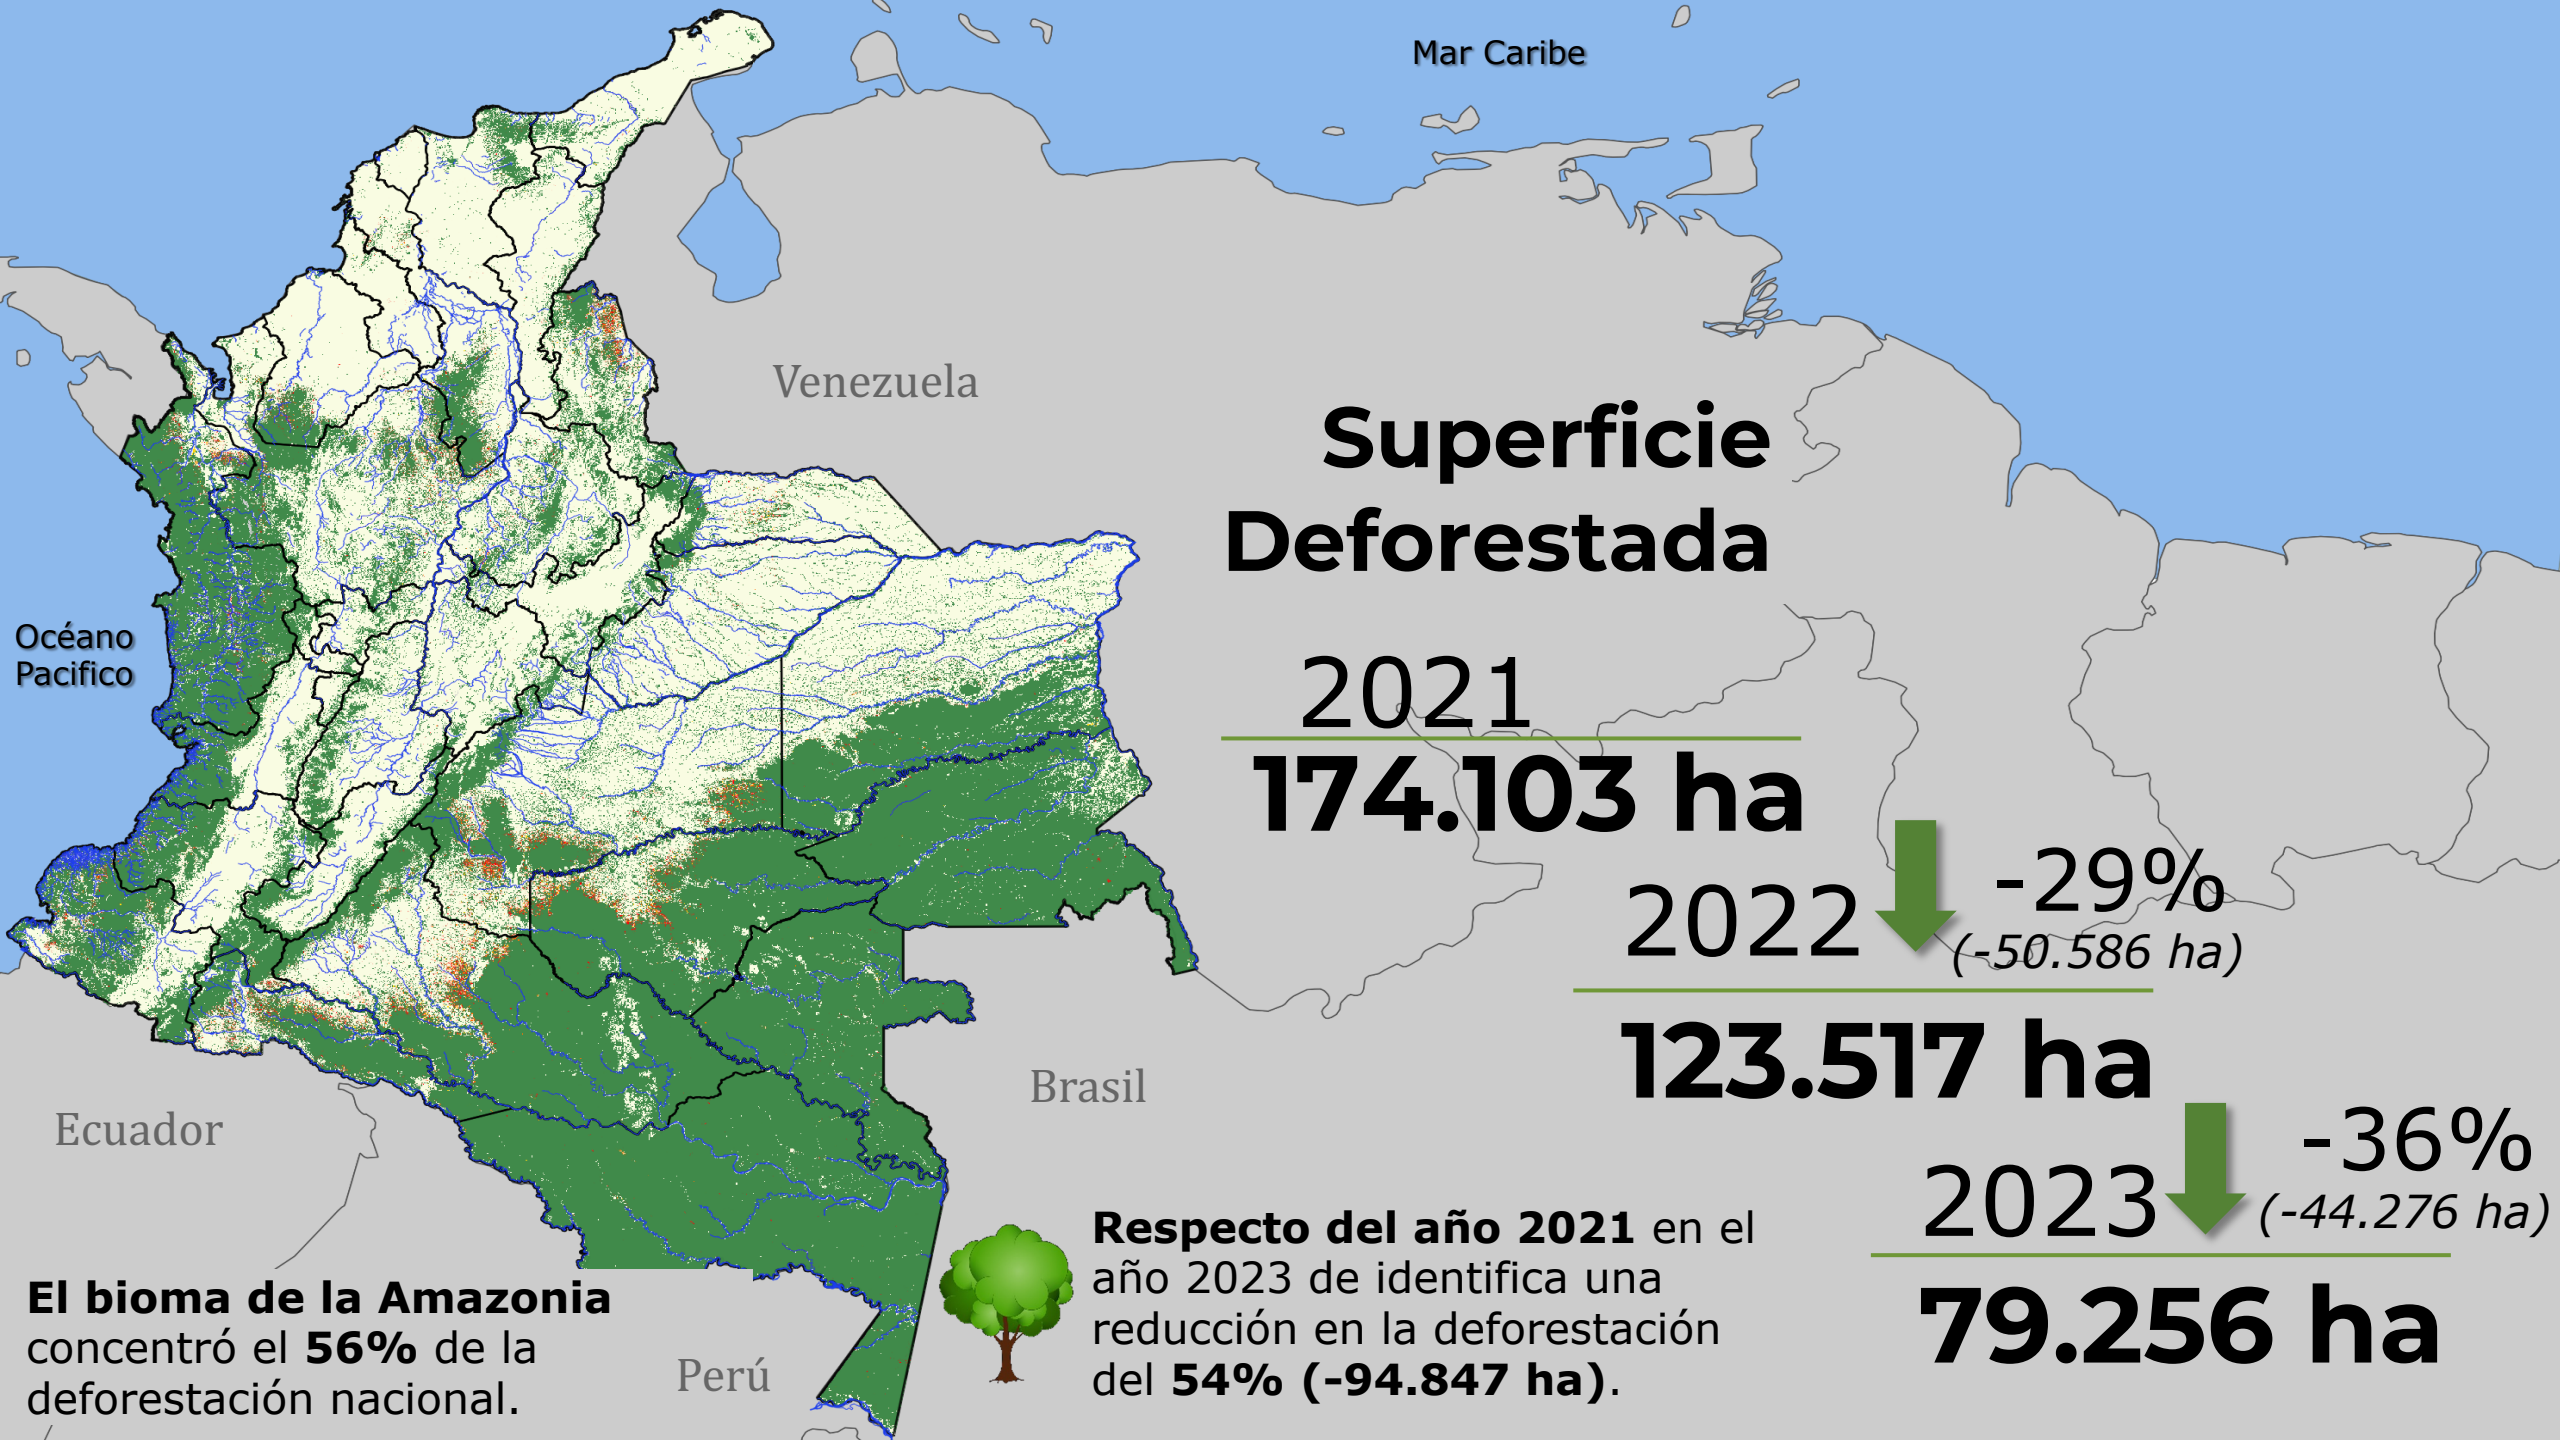 Mar Caribe
Venezuela
Océano
Pacifico
Brasil
Ecuador
Perú
Superficie
Deforestada
2021
174.103 ha
2022
-29%
(-50.586 ha)
123.517 ha
2023
-36%
(-44.276 ha)
79.256 ha
El bioma de la Amazonia
concentró el 56% de la
deforestación nacional.
Respecto del año 2021 en el
año 2023 de identifica una
reducción en la deforestación
del 54% (-94.847 ha).